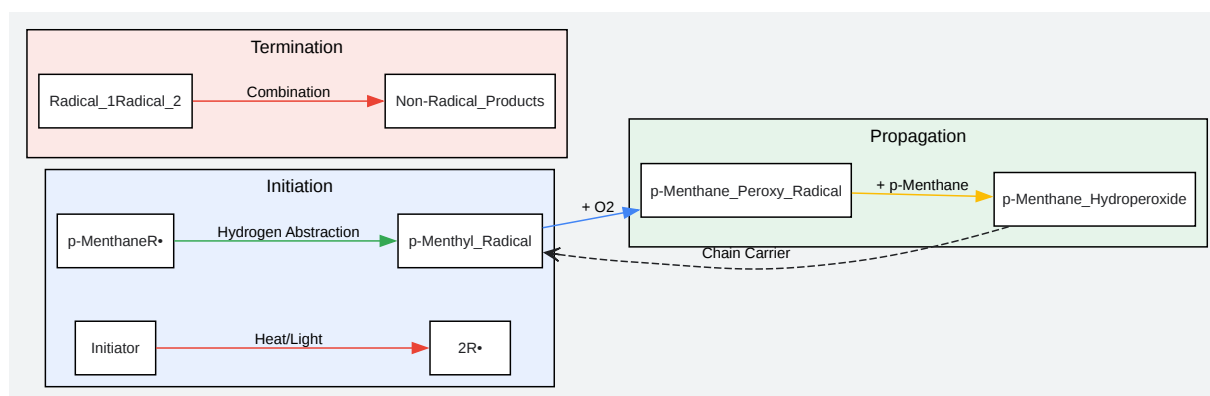 Termination
Radical_1Radical_2
Combination
Non-Radical_Products
Initiation
p-MenthaneR•
Hydrogen Abstraction
p-Menthyl_Radical
Initiator
Heat/Light
2R•
+ O2
Propagation
p-Menthane_Peroxy_Radical
+ p-Menthane
p-Menthane_Hydroperoxide
Chain Carrier